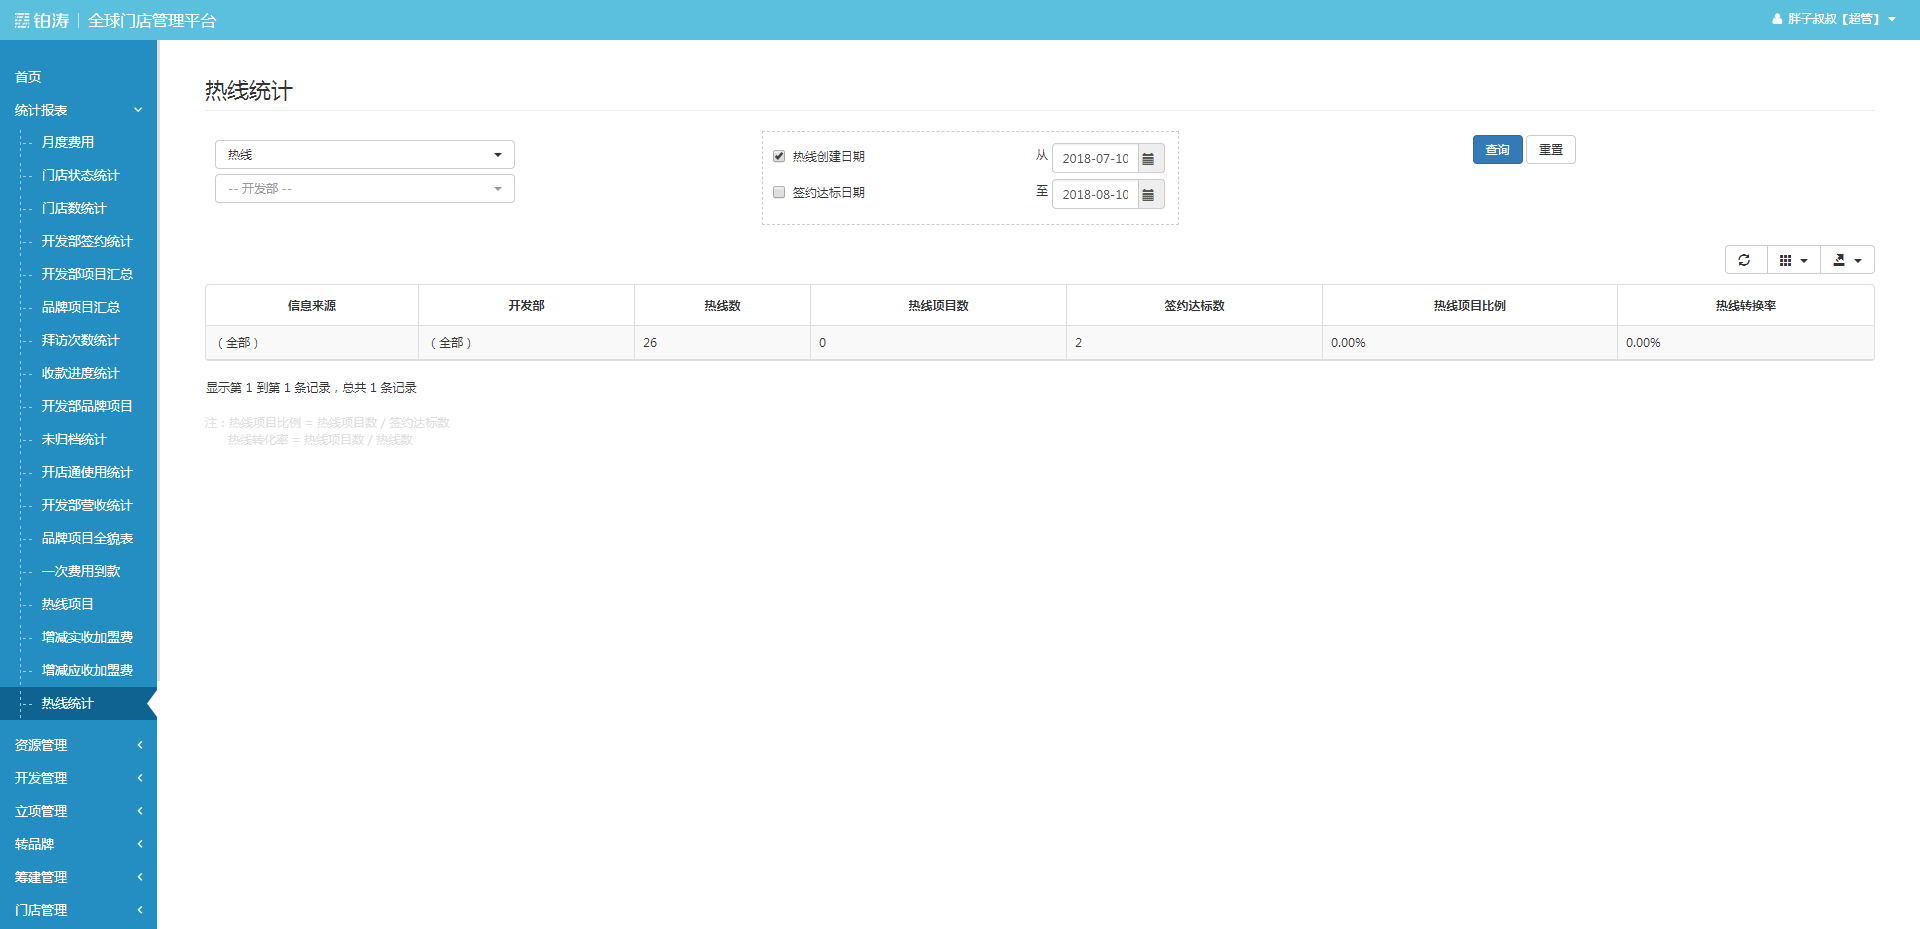 铂涛 | 全球门店管理平台
胖子叔叔【超管】
首页
统计报表
月度费用
门店状态统计
门店数统计
开发部签约统计
开发部项目汇总
品牌项目汇总
拜访次数统计
收款进度统计
开发部品牌项目
未归档统计
开店通使用统计
开发部营收统计
品牌项目全貌表
一次费用到款
热线项目
增减实收加盟费
增减应收加盟费
热线统计
资源管理
开发管理
立项管理
转品牌
筹建管理
门店管理
热线统计
热线
-- 开发部 --
热线创建日期 从 2018-07-10
签约达标日期 至 2018-08-10
查询 重置
信息来源 开发部 热线数 热线项目数 签约达标数 热线项目比例 热线转换率
（全部） （全部） 26 0 2 0.00% 0.00%
显示第 1 到第 1 条记录，总共 1 条记录
注：热线项目比例 = 热线项目数 / 签约达标数
热线转化率 = 热线项目数 / 热线数